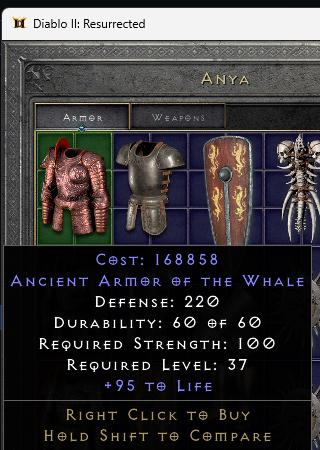 Diablo II: Resurrected
Anya
Armor Weapons
Cost: 168858
Ancient Armor of the Whale
Defense: 220
Durability: 60 of 60
Required Strength: 100
Required Level: 37
+95 to Life
Right Click to Buy
Hold Shift to Compare